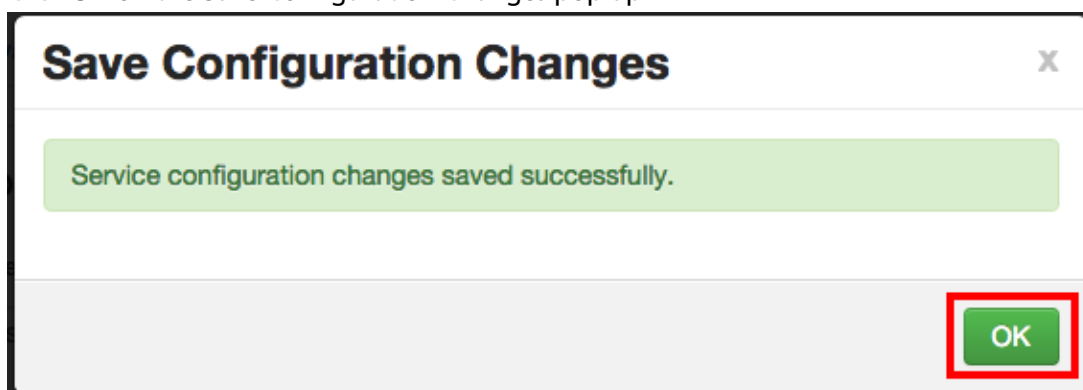 Save Configuration Changes
x
Service configuration changes saved successfully.
OK